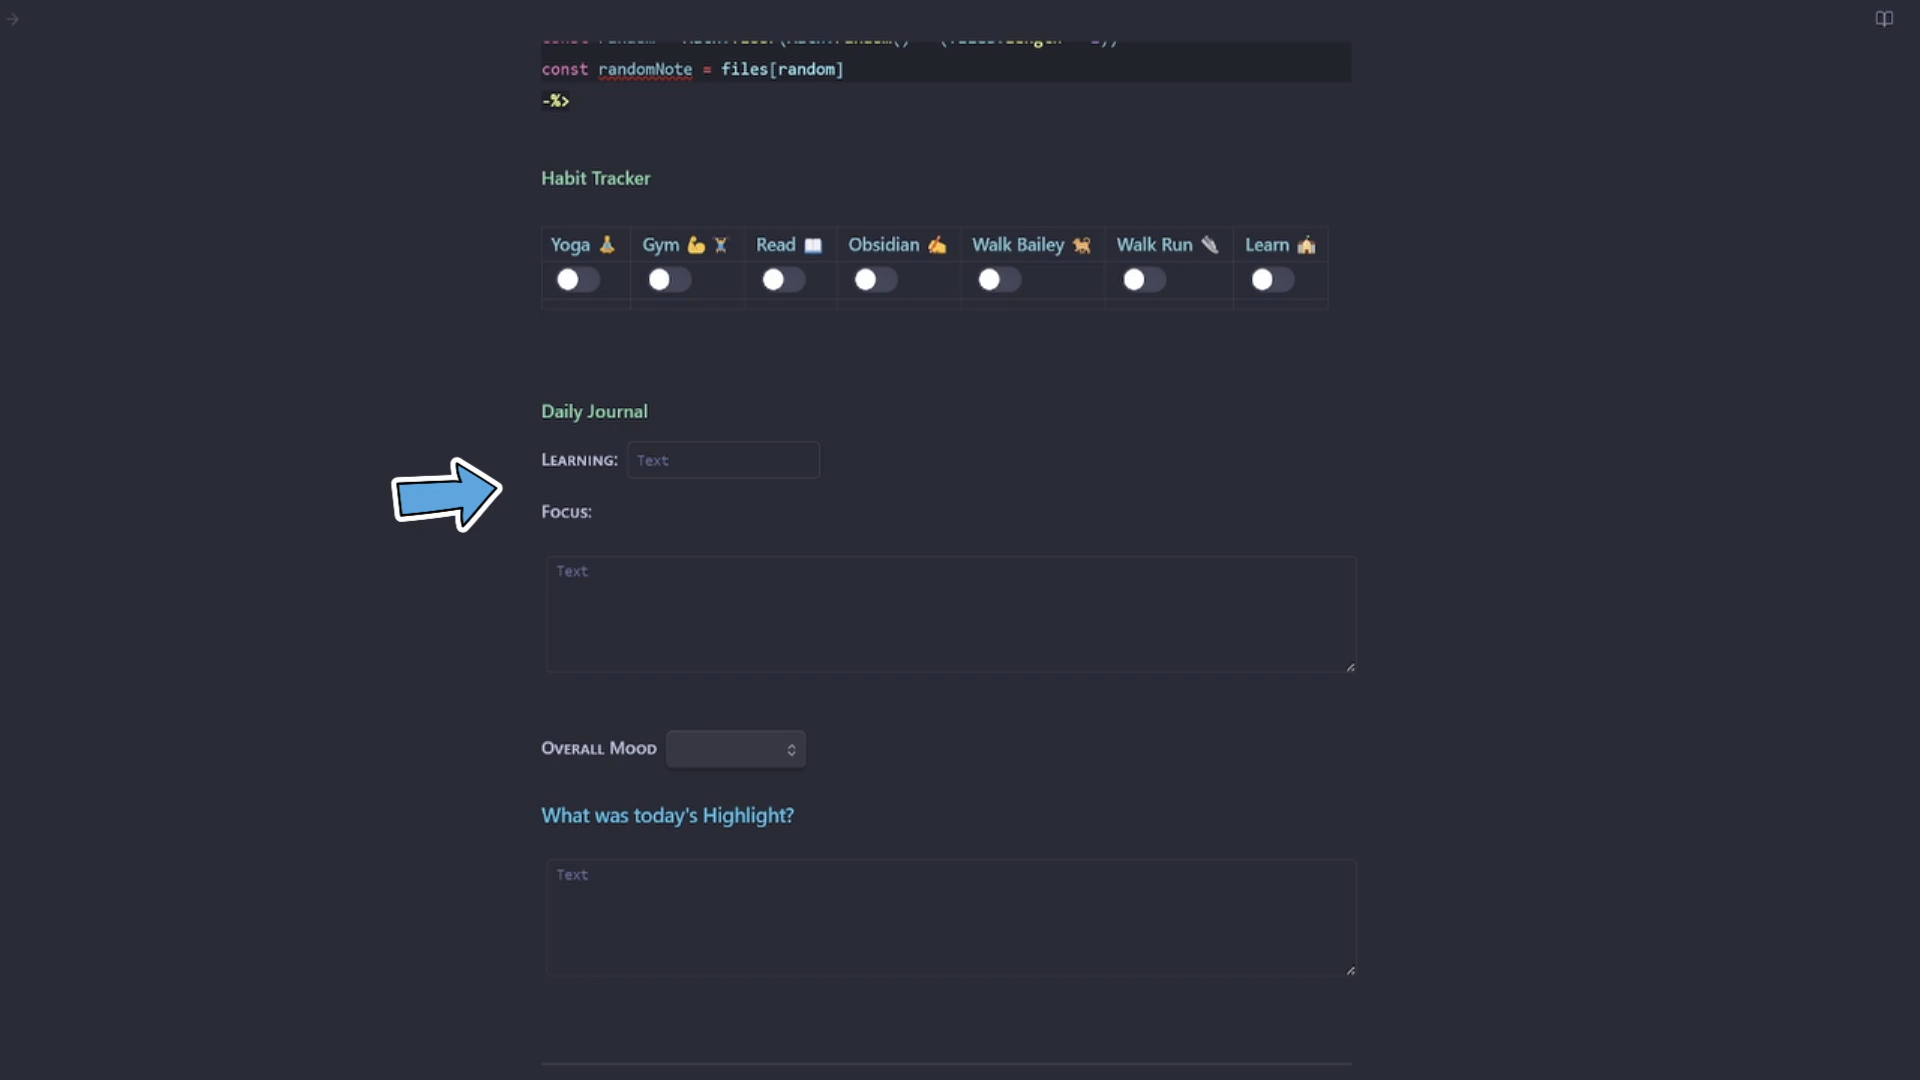 const randomNote = files[random]
-%>
Habit Tracker
Yoga 🧘 Gym 💪 🏋 Read 📖 Obsidian ✍ Walk Bailey 🐕 Walk Run Learn 🏫
Daily Journal
Learning: Text
Focus:
Text
Overall Mood
What was today's Highlight?
Text